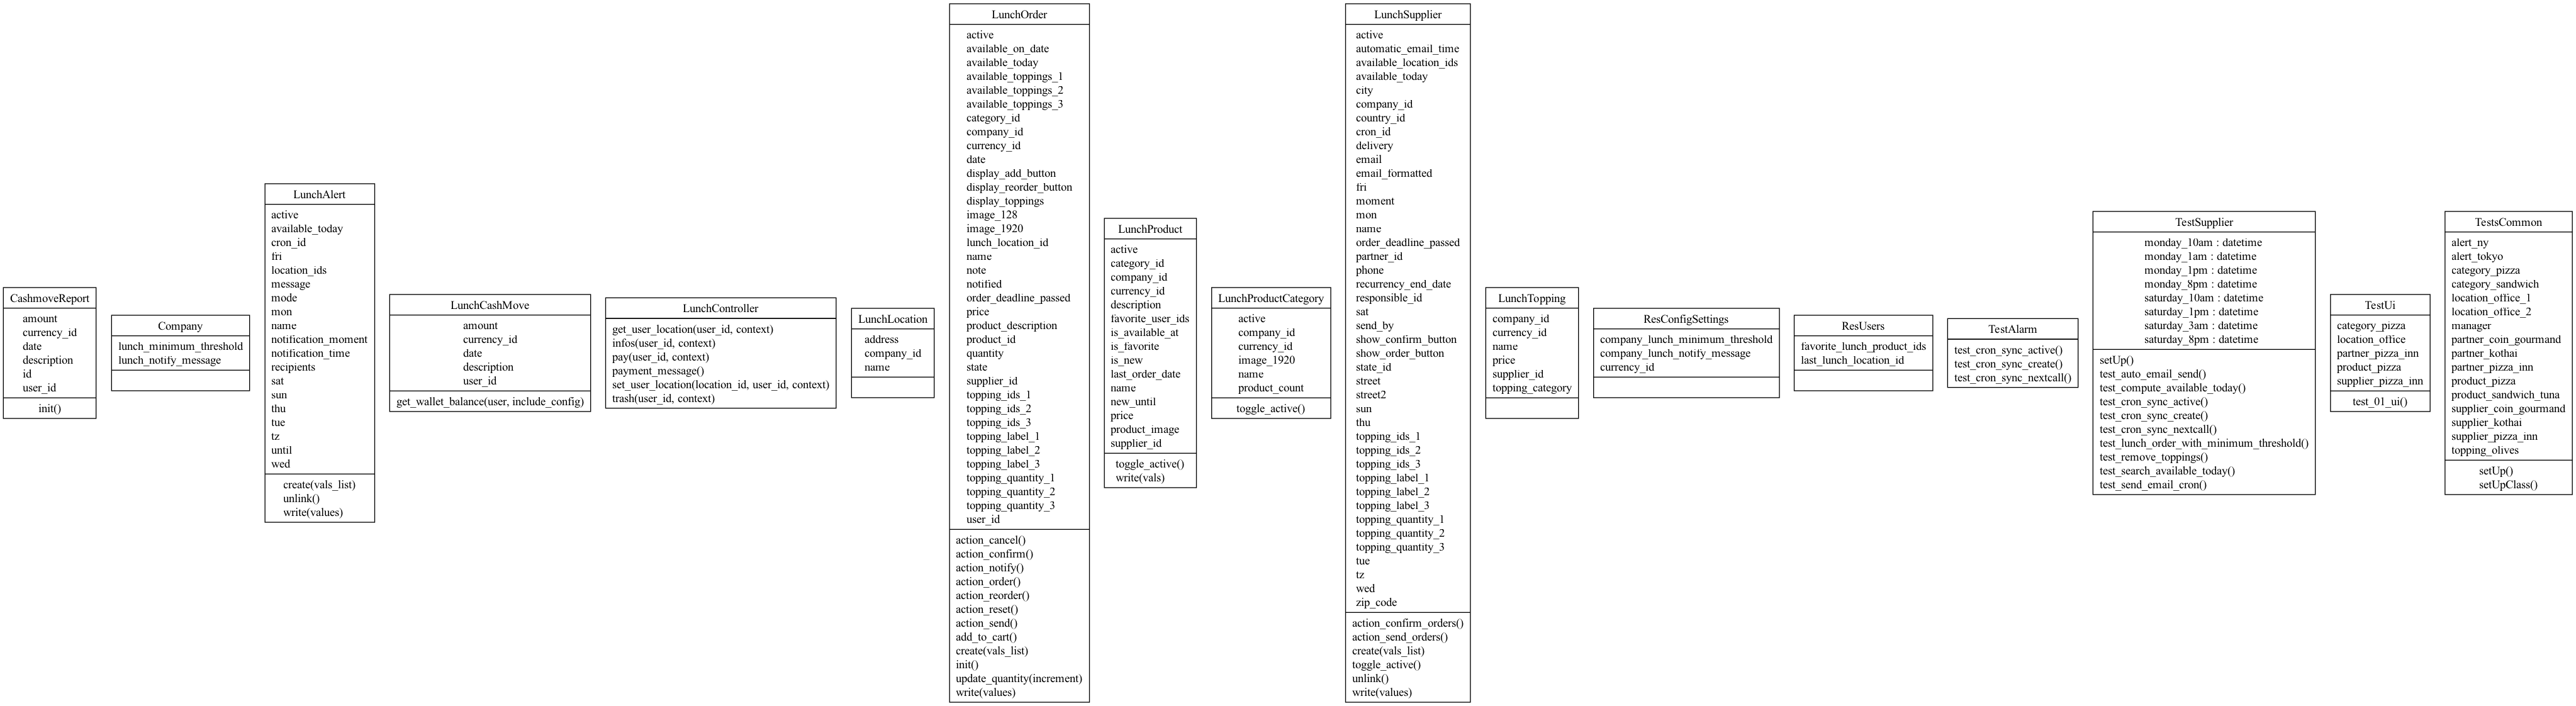 CashmoveReport
amount
currency_id
date
description
id
user_id
init()
Company
lunch_minimum_threshold
lunch_notify_message
LunchAlert
active
available_today
cron_id
fri
location_ids
message
mode
mon
name
notification_moment
notification_time
recipients
sat
sun
thu
tue
tz
until
wed
create(vals_list)
unlink()
write(values)
LunchCashMove
amount
currency_id
date
description
user_id
get_wallet_balance(user, include_config)
LunchController
get_user_location(user_id, context)
infos(user_id, context)
pay(user_id, context)
payment_message()
set_user_location(location_id, user_id, context)
trash(user_id, context)
LunchLocation
address
company_id
name
LunchOrder
active
available_on_date
available_today
available_toppings_1
available_toppings_2
available_toppings_3
category_id
company_id
currency_id
date
display_add_button
display_reorder_button
display_toppings
image_128
image_1920
lunch_location_id
name
note
notified
order_deadline_passed
price
product_description
product_id
quantity
state
supplier_id
topping_ids_1
topping_ids_2
topping_ids_3
topping_label_1
topping_label_2
topping_label_3
topping_quantity_1
topping_quantity_2
topping_quantity_3
user_id
action_cancel()
action_confirm()
action_notify()
action_order()
action_reorder()
action_reset()
action_send()
add_to_cart()
create(vals_list)
init()
update_quantity(increment)
write(values)
LunchProduct
active
category_id
company_id
currency_id
description
favorite_user_ids
is_available_at
is_favorite
is_new
last_order_date
name
new_until
price
product_image
supplier_id
toggle_active()
write(vals)
LunchProductCategory
active
company_id
currency_id
image_1920
name
product_count
toggle_active()
LunchSupplier
active
automatic_email_time
available_location_ids
available_today
city
company_id
country_id
cron_id
delivery
email
email_formatted
fri
moment
mon
name
order_deadline_passed
partner_id
phone
recurrency_end_date
responsible_id
sat
send_by
show_confirm_button
show_order_button
state_id
street
street2
sun
thu
topping_ids_1
topping_ids_2
topping_ids_3
topping_label_1
topping_label_2
topping_label_3
topping_quantity_1
topping_quantity_2
topping_quantity_3
tue
tz
wed
zip_code
action_confirm_orders()
action_send_orders()
create(vals_list)
toggle_active()
unlink()
write(values)
LunchTopping
company_id
currency_id
name
price
supplier_id
topping_category
ResConfigSettings
company_lunch_minimum_threshold
company_lunch_notify_message
currency_id
ResUsers
favorite_lunch_product_ids
last_lunch_location_id
TestAlarm
test_cron_sync_active()
test_cron_sync_create()
test_cron_sync_nextcall()
TestSupplier
monday_10am : datetime
monday_1am : datetime
monday_1pm : datetime
monday_8pm : datetime
saturday_10am : datetime
saturday_1pm : datetime
saturday_3am : datetime
saturday_8pm : datetime
setUp()
test_auto_email_send()
test_compute_available_today()
test_cron_sync_active()
test_cron_sync_create()
test_cron_sync_nextcall()
test_lunch_order_with_minimum_threshold()
test_remove_toppings()
test_search_available_today()
test_send_email_cron()
TestUi
category_pizza
location_office
partner_pizza_inn
product_pizza
supplier_pizza_inn
test_01_ui()
TestsCommon
alert_ny
alert_tokyo
category_pizza
category_sandwich
location_office_1
location_office_2
manager
partner_coin_gourmand
partner_kothai
partner_pizza_inn
product_pizza
product_sandwich_tuna
supplier_coin_gourmand
supplier_kothai
supplier_pizza_inn
topping_olives
setUp()
setUpClass()